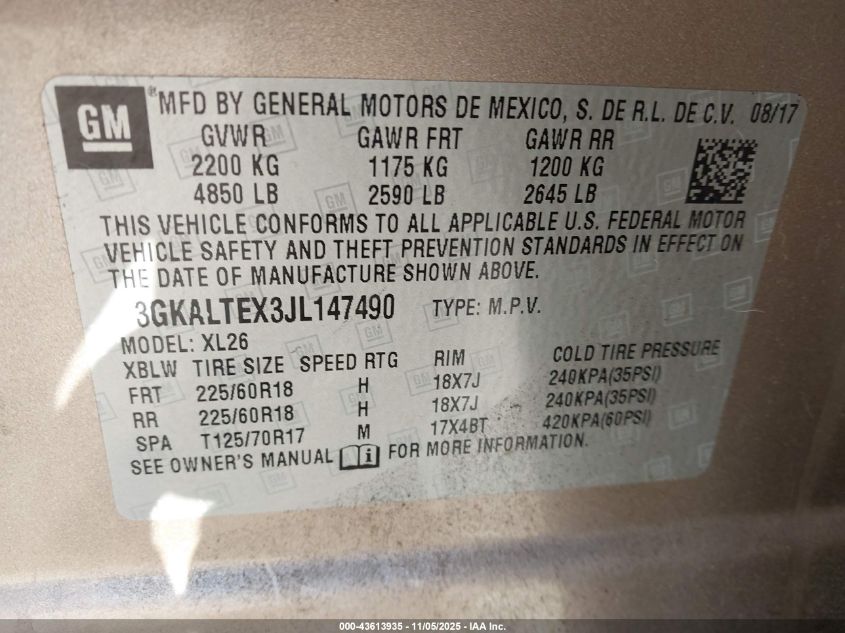 GM ® MFD BY GENERAL MOTORS DE MEXICO, S. DE R.L. DE C.V. 08/17
GVWR GAWR FRT GAWR RR
2200 KG 1175 KG 1200 KG
4850 LB 2590 LB 2645 LB
THIS VEHICLE CONFORMS TO ALL APPLICABLE U.S. FEDERAL MOTOR
VEHICLE SAFETY AND THEFT PREVENTION STANDARDS IN EFFECT ON
THE DATE OF MANUFACTURE SHOWN ABOVE.
3GKALTEX3JL147490 TYPE: M.P.V.
MODEL: XL26
XBLW TIRE SIZE SPEED RTG RIM COLD TIRE PRESSURE
FRT 225/60R18 H 18X7J 240KPA(35PSI)
RR 225/60R18 H 18X7J 240KPA(35PSI)
SPA T125/70R17 M 17X4BT 420KPA(60PSI)
SEE OWNER'S MANUAL i FOR MORE INFORMATION.
000-43613935 - 11/05/2025 - IAA Inc.